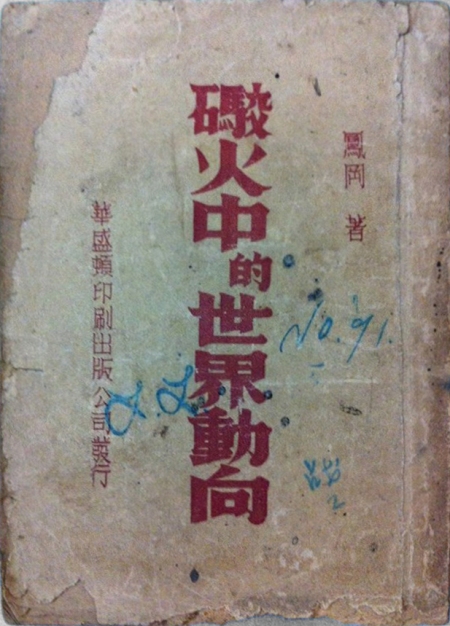 鳳岡 著
礮火中的世界動向
華盛頓印刷出版公司發行
No. 91.